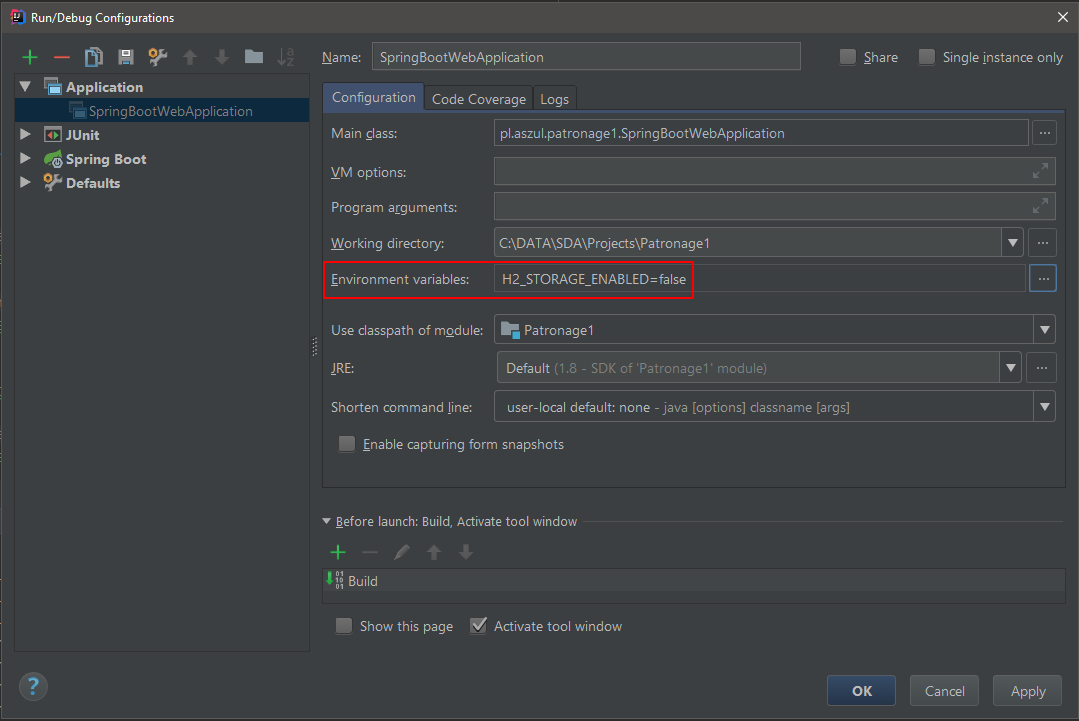 Run/Debug Configurations
Name: SpringBootWebApplication Share Single instance only
Application
SpringBootWebApplication
JUnit
Spring Boot
Defaults
Configuration Code Coverage Logs
Main class: pl.aszul.patronage1.SpringBootWebApplication ...
VM options:
Program arguments:
Working directory: C:\DATA\SDA\Projects\Patronage1 ...
Environment variables: H2_STORAGE_ENABLED=false ...
Use classpath of module: Patronage1
JRE: Default (1.8 - SDK of 'Patronage1' module) ...
Shorten command line: user-local default: none - java [options] classname [args]
Enable capturing form snapshots
Before launch: Build, Activate tool window
Build
Show this page Activate tool window
? OK Cancel Apply